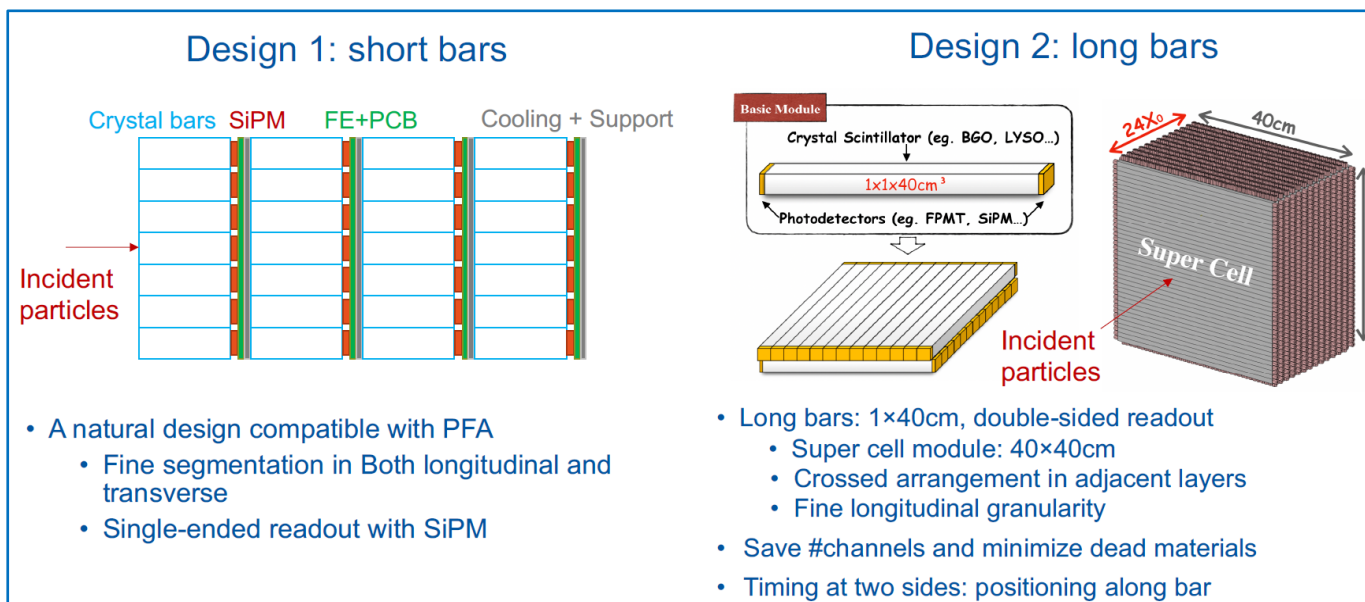 Design 1: short bars
Crystal bars SiPM FE+PCB Cooling + Support
Incident
particles
• A natural design compatible with PFA
• Fine segmentation in Both longitudinal and
transverse
• Single-ended readout with SiPM
Design 2: long bars
Basic Module
Crystal Scintillator (eg. BGO, LYSO…)
1x1x40cm³
Photodetectors (eg. FPMT, SiPM…)
24X₀
40cm
Super Cell
Incident
particles
• Long bars: 1×40cm, double-sided readout
• Super cell module: 40×40cm
• Crossed arrangement in adjacent layers
• Fine longitudinal granularity
• Save #channels and minimize dead materials
• Timing at two sides: positioning along bar